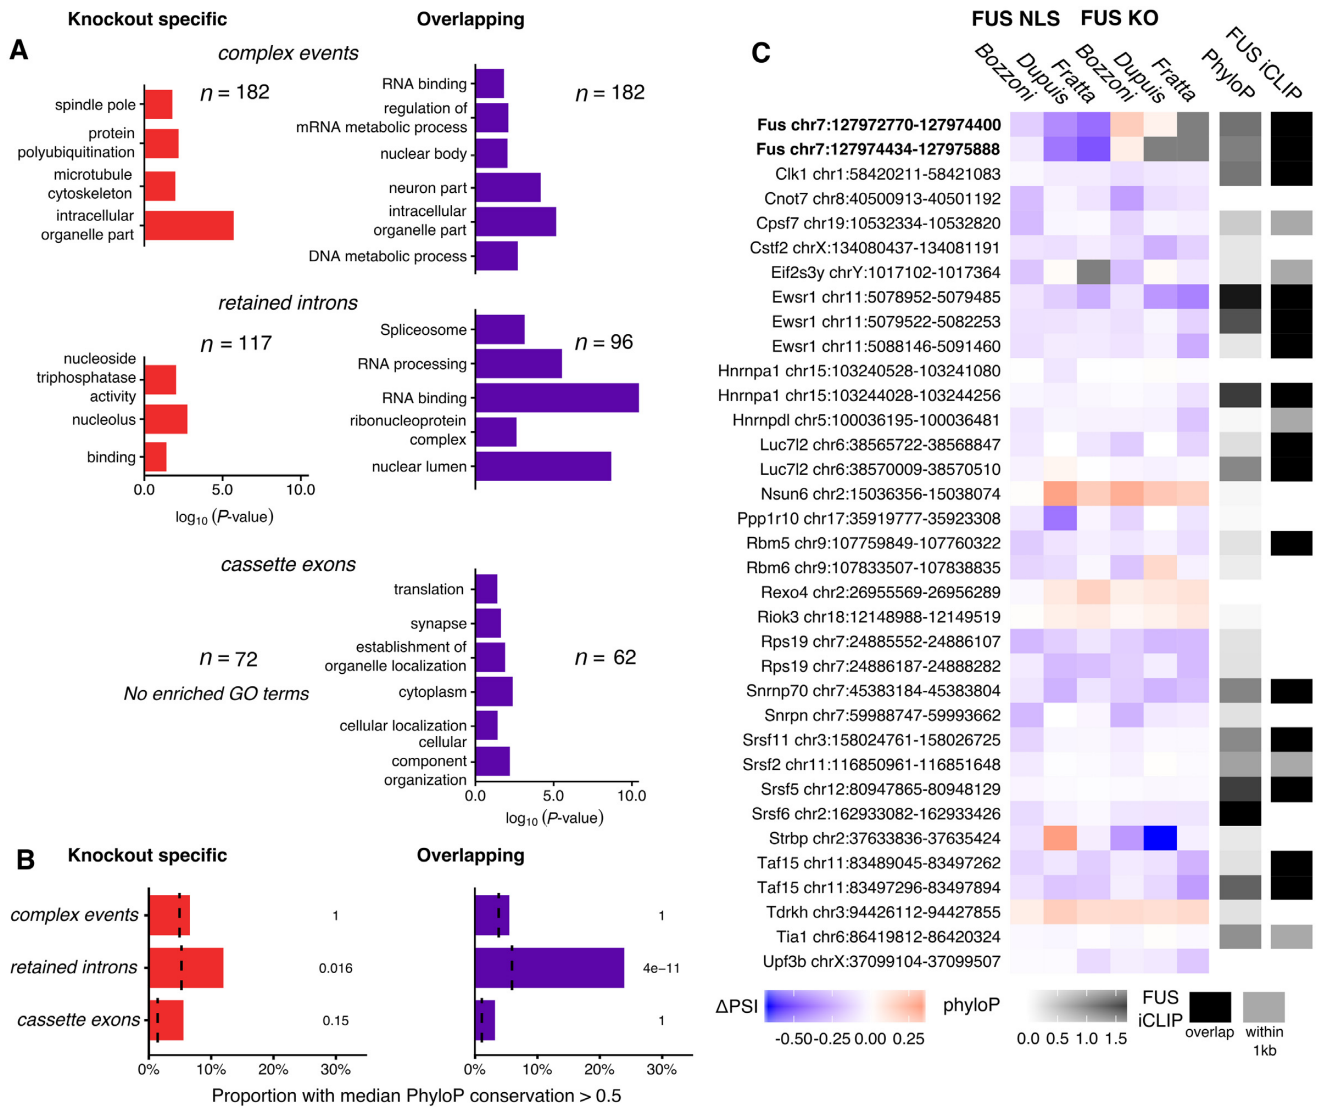 Knockout specific
Overlapping
A
complex events
n = 182
spindle pole
protein
polyubiquitination
microtubule
cytoskeleton
intracellular
organelle part
RNA binding
regulation of
mRNA metabolic process
nuclear body
neuron part
intracellular
organelle part
DNA metabolic process
n = 182
retained introns
n = 117
nucleoside
triphosphatase
activity
nucleolus
binding
0.0 5.0 10.0
log10 (P-value)
Spliceosome
RNA processing
RNA binding
ribonucleoprotein
complex
nuclear lumen
n = 96
cassette exons
n = 72
No enriched GO terms
translation
synapse
establishment of
organelle localization
cytoplasm
cellular localization
cellular
component
organization
n = 62
0.0 5.0 10.0
log10 (P-value)
B
Knockout specific
Overlapping
complex events 1 1
retained introns 0.016 4e−11
cassette exons 0.15 1
0% 10% 20% 30% 0% 10% 20% 30%
Proportion with median PhyloP conservation > 0.5
C
FUS NLS FUS KO
Bozzoni
Dupuis
Fratta
Bozzoni
Dupuis
Fratta
PhyloP
FUS iCLIP
Fus chr7:127972770-127974400
Fus chr7:127974434-127975888
Clk1 chr1:58420211-58421083
Cnot7 chr8:40500913-40501192
Cpsf7 chr19:10532334-10532820
Cstf2 chrX:134080437-134081191
Eif2s3y chrY:1017102-1017364
Ewsr1 chr11:5078952-5079485
Ewsr1 chr11:5079522-5082253
Ewsr1 chr11:5088146-5091460
Hnrnpa1 chr15:103240528-103241080
Hnrnpa1 chr15:103244028-103244256
Hnrnpdl chr5:100036195-100036481
Luc7l2 chr6:38565722-38568847
Luc7l2 chr6:38570009-38570510
Nsun6 chr2:15036356-15038074
Ppp1r10 chr17:35919777-35923308
Rbm5 chr9:107759849-107760322
Rbm6 chr9:107833507-107838835
Rexo4 chr2:26955569-26956289
Riok3 chr18:12148988-12149519
Rps19 chr7:24885552-24886107
Rps19 chr7:24886187-24888282
Snrnp70 chr7:45383184-45383804
Snrpn chr7:59988747-59993662
Srsf11 chr3:158024761-158026725
Srsf2 chr11:116850961-116851648
Srsf5 chr12:80947865-80948129
Srsf6 chr2:162933082-162933426
Strbp chr2:37633836-37635424
Taf15 chr11:83489045-83497262
Taf15 chr11:83497296-83497894
Tdrkh chr3:94426112-94427855
Tia1 chr6:86419812-86420324
Upf3b chrX:37099104-37099507
ΔPSI
-0.50 -0.25 0.00 0.25
phyloP
0.0 0.5 1.0 1.5
FUS
iCLIP
overlap
within
1kb